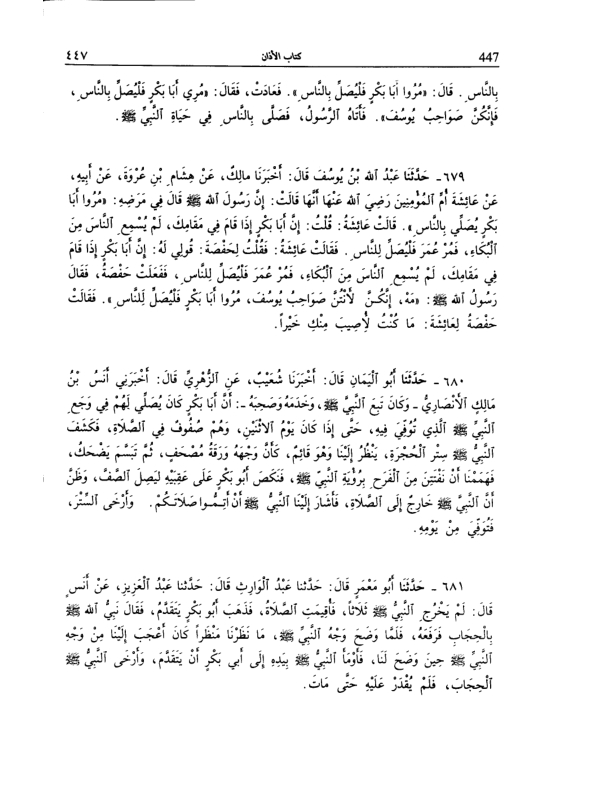 447 كتاب الأذان ٤٤٧
بِالنَّاسِ. قَالَ: «مُرُوا أَبَا بَكْرٍ فَلْيُصَلِّ بِالنَّاسِ». فَعَادَتْ، فَقَالَ: «مُرِي أَبَا بَكْرٍ فَلْيُصَلِّ بِالنَّاسِ،
فَإِنَّكُنَّ صَوَاحِبُ يُوسُفَ». فَأَتَاهُ الرَّسُولُ، فَصَلَّى بِالنَّاسِ فِي حَيَاةِ النَّبِيِّ ﷺ.
٦٧٩- حَدَّثَنَا عَبْدُ اللهِ بْنُ يُوسُفَ قَالَ: أَخْبَرَنَا مالِكٌ، عَنْ هِشَامِ بْنِ عُرْوَةَ، عَنْ أَبِيهِ،
عَنْ عَائِشَةَ أُمِّ الْمُؤْمِنِينَ رَضِيَ اللهُ عَنْهَا أَنَّهَا قَالَتْ: إِنَّ رَسُولَ اللهِ ﷺ قَالَ فِي مَرَضِهِ: «مُرُوا أَبَا
بَكْرٍ يُصَلِّي بِالنَّاسِ». قَالَتْ عَائِشَةُ: قُلْتُ: إِنَّ أَبَا بَكْرٍ إِذَا قَامَ فِي مَقَامِكَ، لَمْ يُسْمِعِ النَّاسَ مِنَ
الْبُكَاءِ، فَمُرْ عُمَرَ فَلْيُصَلِّ لِلنَّاسِ. فَقَالَتْ عَائِشَةُ: فَقُلْتُ لِحَفْصَةَ: قُولِي لَهُ: إِنَّ أَبَا بَكْرٍ إِذَا قَامَ
فِي مَقَامِكَ، لَمْ يُسْمِعِ النَّاسَ مِنَ الْبُكَاءِ، فَمُرْ عُمَرَ فَلْيُصَلِّ لِلنَّاسِ، فَفَعَلَتْ حَفْصَةُ، فَقَالَ
رَسُولُ اللهِ ﷺ: «مَهْ، إِنَّكُنَّ لَأَنْتُنَّ صَوَاحِبُ يُوسُفَ، مُرُوا أَبَا بَكْرٍ فَلْيُصَلِّ لِلنَّاسِ». فَقَالَتْ
حَفْصَةُ لِعَائِشَةَ: مَا كُنْتُ لِأُصِيبَ مِنْكِ خَيْراً.
٦٨٠- حَدَّثَنَا أَبُو الْيَمَانِ قَالَ: أَخْبَرَنَا شُعَيْبٌ، عَنِ الزُّهْرِيِّ قَالَ: أَخْبَرَنِي أَنَسُ بْنُ
مَالِكٍ الْأَنْصَارِيُّ - وَكَانَ تَبِعَ النَّبِيَّ ﷺ، وَخَدَمَهُ وَصَحِبَهُ -: أَنَّ أَبَا بَكْرٍ كَانَ يُصَلِّي لَهُمْ فِي وَجَعِ
النَّبِيِّ ﷺ الَّذِي تُوُفِّيَ فِيهِ، حَتَّى إِذَا كَانَ يَوْمُ الِاثْنَيْنِ، وَهُمْ صُفُوفٌ فِي الصَّلَاةِ، فَكَشَفَ
النَّبِيُّ ﷺ سِتْرَ الْحُجْرَةِ، يَنْظُرُ إِلَيْنَا وَهُوَ قَائِمٌ، كَأَنَّ وَجْهَهُ وَرَقَةُ مُصْحَفٍ، ثُمَّ تَبَسَّمَ يَضْحَكُ،
فَهَمَمْنَا أَنْ نَفْتَتِنَ مِنَ الْفَرَحِ بِرُؤْيَةِ النَّبِيِّ ﷺ، فَنَكَصَ أَبُو بَكْرٍ عَلَى عَقِبَيْهِ لِيَصِلَ الصَّفَّ، وَظَنَّ
أَنَّ النَّبِيَّ ﷺ خَارِجٌ إِلَى الصَّلَاةِ، فَأَشَارَ إِلَيْنَا النَّبِيُّ ﷺ أَنْ أَتِمُّوا صَلَاتَكُمْ. وَأَرْخَى السِّتْرَ،
فَتُوُفِّيَ مِنْ يَوْمِهِ.
٦٨١ - حَدَّثَنَا أَبُو مَعْمَرٍ قَالَ: حَدَّثنا عَبْدُ الْوَارِثِ قَالَ: حَدَّثنا عَبْدُ الْعَزِيزِ، عَنْ أَنَسٍ
قَالَ: لَمْ يَخْرُجِ النَّبِيُّ ﷺ ثَلَاثاً، فَأُقِيمَتِ الصَّلَاةُ، فَذَهَبَ أَبُو بَكْرٍ يَتَقَدَّمُ، فَقَالَ نَبِيُّ اللهِ ﷺ
بِالْحِجَابِ فَرَفَعَهُ، فَلَمَّا وَضَحَ وَجْهُ النَّبِيِّ ﷺ، مَا نَظَرْنَا مَنْظَراً كَانَ أَعْجَبَ إِلَيْنَا مِنْ وَجْهِ
النَّبِيِّ ﷺ حِينَ وَضَحَ لَنَا، فَأَوْمَأَ النَّبِيُّ ﷺ بِيَدِهِ إِلَى أَبي بَكْرٍ أَنْ يَتَقَدَّمَ، وَأَرْخَى النَّبِيُّ ﷺ
الْحِجَابَ، فَلَمْ يُقْدَرْ عَلَيْهِ حَتَّى مَاتَ.